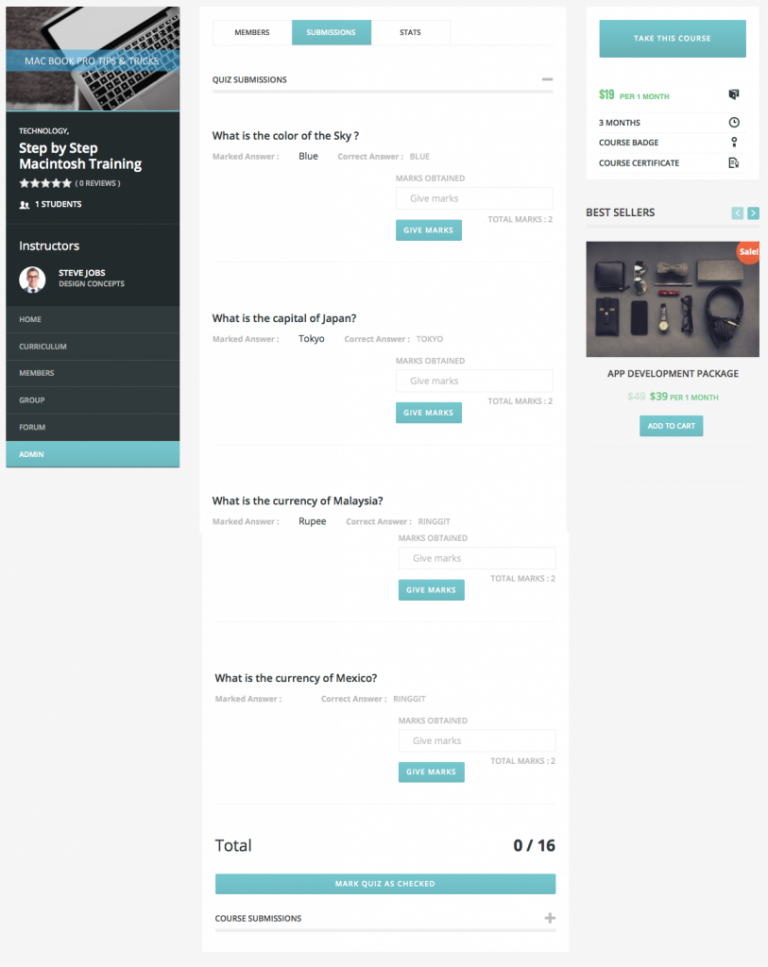 MAC BOOK PRO TIPS & TRICKS
TECHNOLOGY,
Step by Step
Macintosh Training
( 0 REVIEWS )
1 STUDENTS
Instructors
STEVE JOBS
DESIGN CONCEPTS
HOME
CURRICULUM
MEMBERS
GROUP
FORUM
ADMIN
MEMBERS SUBMISSIONS STATS
QUIZ SUBMISSIONS
What is the color of the Sky ?
Marked Answer : Blue Correct Answer : BLUE
MARKS OBTAINED
Give marks
TOTAL MARKS : 2
GIVE MARKS
What is the capital of Japan?
Marked Answer : Tokyo Correct Answer : TOKYO
MARKS OBTAINED
Give marks
TOTAL MARKS : 2
GIVE MARKS
What is the currency of Malaysia?
Marked Answer : Rupee Correct Answer : RINGGIT
MARKS OBTAINED
Give marks
TOTAL MARKS : 2
GIVE MARKS
What is the currency of Mexico?
Marked Answer : Correct Answer : RINGGIT
MARKS OBTAINED
Give marks
TOTAL MARKS : 2
GIVE MARKS
Total 0 / 16
MARK QUIZ AS CHECKED
COURSE SUBMISSIONS
TAKE THIS COURSE
$19 PER 1 MONTH
3 MONTHS
COURSE BADGE
COURSE CERTIFICATE
BEST SELLERS
Sale!
APP DEVELOPMENT PACKAGE
$49 $39 PER 1 MONTH
ADD TO CART